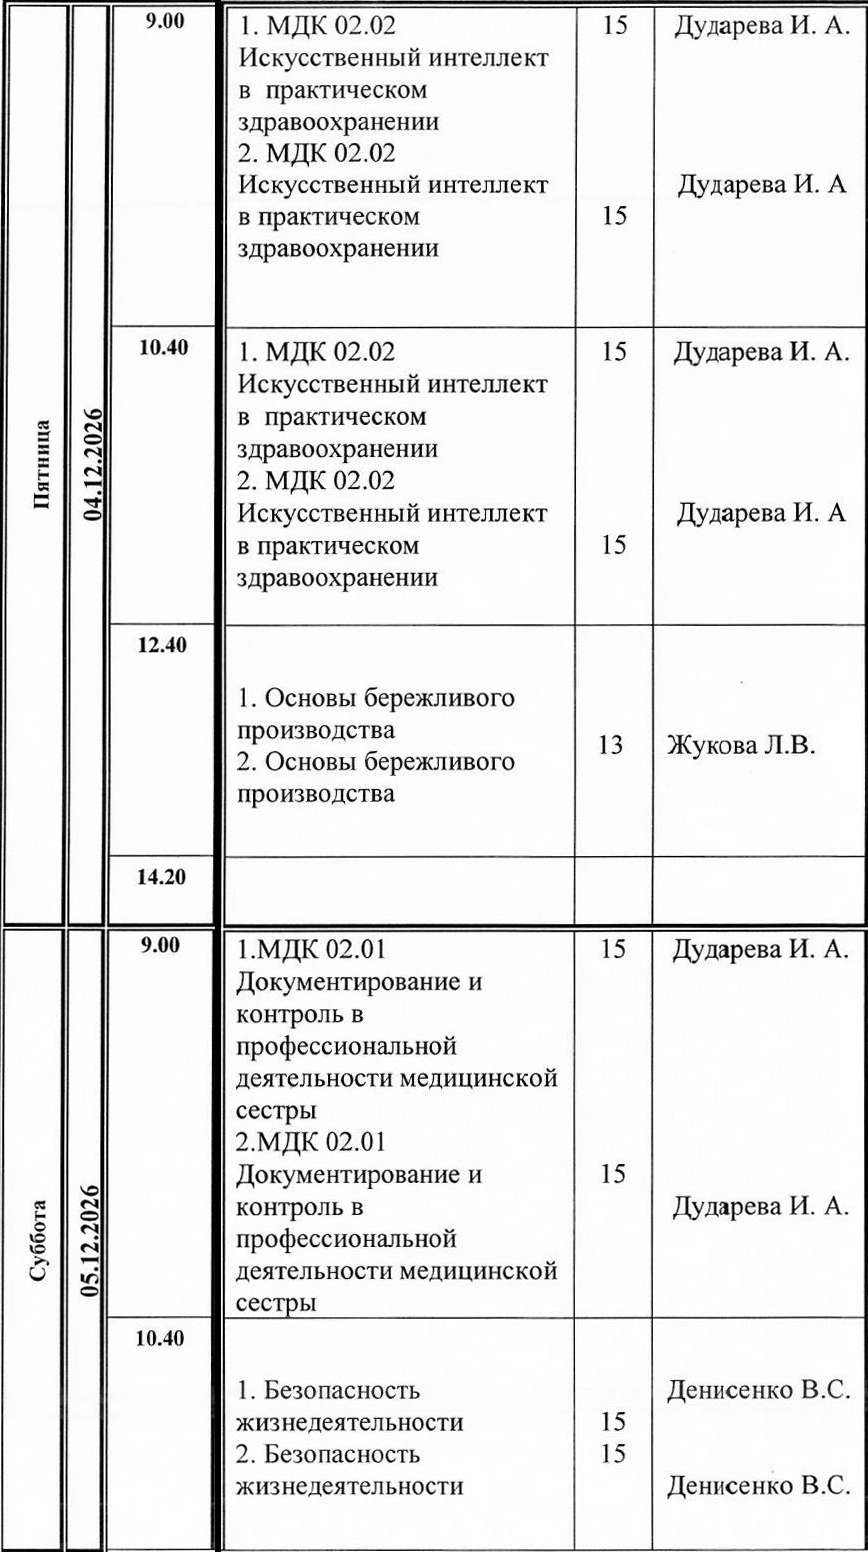 Пятница
04.12.2026
9.00
1. МДК 02.02
Искусственный интеллект
в практическом
здравоохранении
2. МДК 02.02
Искусственный интеллект
в практическом
здравоохранении
15
15
Дударева И. А.
Дударева И. А
10.40
1. МДК 02.02
Искусственный интеллект
в практическом
здравоохранении
2. МДК 02.02
Искусственный интеллект
в практическом
здравоохранении
15
15
Дударева И. А.
Дударева И. А
12.40
1. Основы бережливого
производства
2. Основы бережливого
производства
13
Жукова Л.В.
14.20
Суббота
05.12.2026
9.00
1.МДК 02.01
Документирование и
контроль в
профессиональной
деятельности медицинской
сестры
2.МДК 02.01
Документирование и
контроль в
профессиональной
деятельности медицинской
сестры
15
15
Дударева И. А.
Дударева И. А.
10.40
1. Безопасность
жизнедеятельности
2. Безопасность
жизнедеятельности
15
15
Денисенко В.С.
Денисенко В.С.